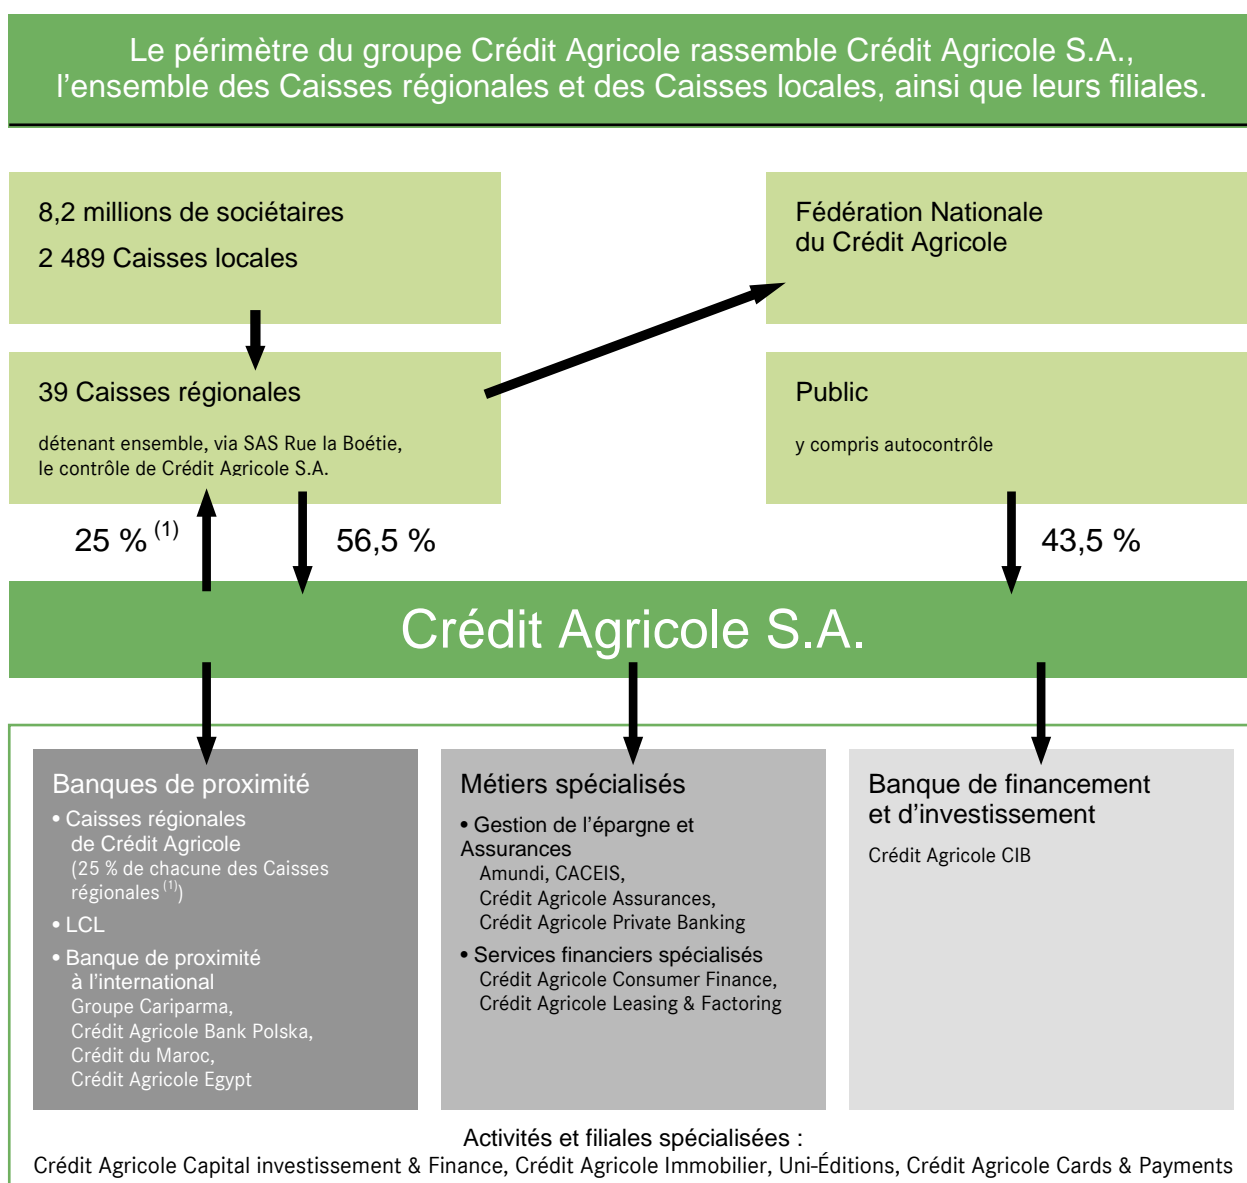 Le périmètre du groupe Crédit Agricole rassemble Crédit Agricole S.A.,
l’ensemble des Caisses régionales et des Caisses locales, ainsi que leurs filiales.
8,2 millions de sociétaires
2 489 Caisses locales
Fédération Nationale
du Crédit Agricole
39 Caisses régionales
détenant ensemble, via SAS Rue la Boétie,
le contrôle de Crédit Agricole S.A.
Public
y compris autocontrôle
25 % (1)
56,5 %
43,5 %
Crédit Agricole S.A.
Banques de proximité
• Caisses régionales
de Crédit Agricole
(25 % de chacune des Caisses
régionales (1))
• LCL
• Banque de proximité
à l’international
Groupe Cariparma,
Crédit Agricole Bank Polska,
Crédit du Maroc,
Crédit Agricole Egypt
Métiers spécialisés
• Gestion de l’épargne et
Assurances
Amundi, CACEIS,
Crédit Agricole Assurances,
Crédit Agricole Private Banking
• Services financiers spécialisés
Crédit Agricole Consumer Finance,
Crédit Agricole Leasing & Factoring
Banque de financement
et d’investissement
Crédit Agricole CIB
Activités et filiales spécialisées :
Crédit Agricole Capital investissement & Finance, Crédit Agricole Immobilier, Uni-Éditions, Crédit Agricole Cards & Payments